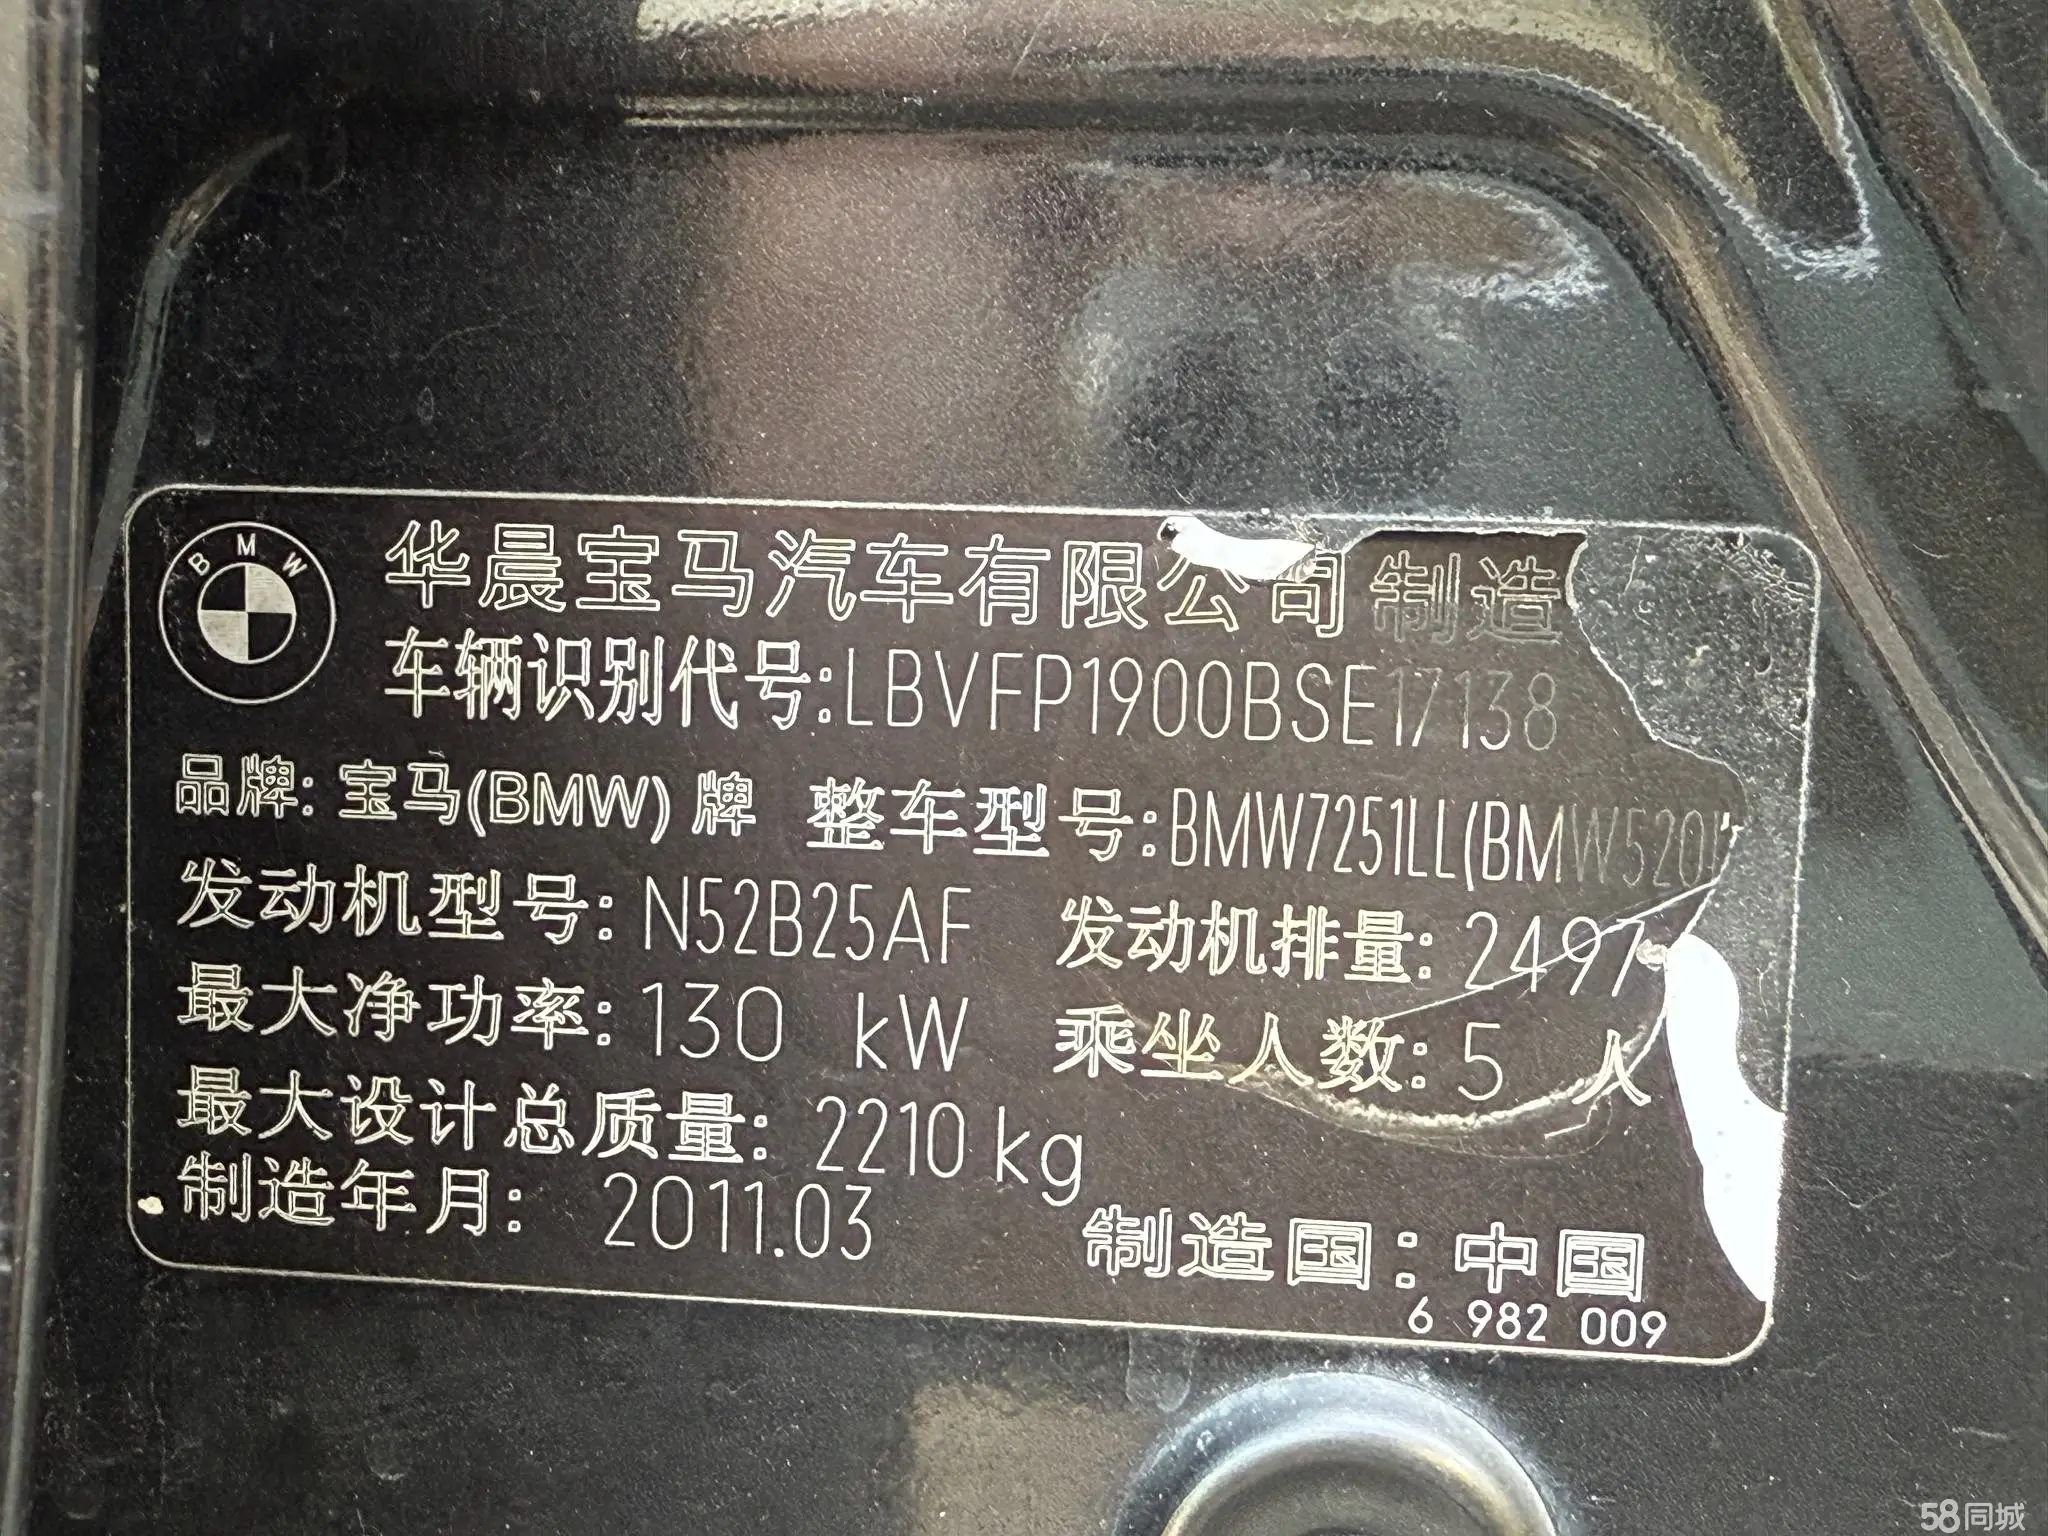 BMW
华晨宝马汽车有限公司制造
车辆识别代号:LBVFP1900BSE17138
品牌: 宝马(BMW) 牌 整车型号:BMW7251LL(BMW520
发动机型号: N52B25AF 发动机排量: 2497
最大净功率: 130 kW 乘坐人数: 5 人
最大设计总质量: 2210 kg
制造年月: 2011.03
制造国: 中国
6 982 009
58同城